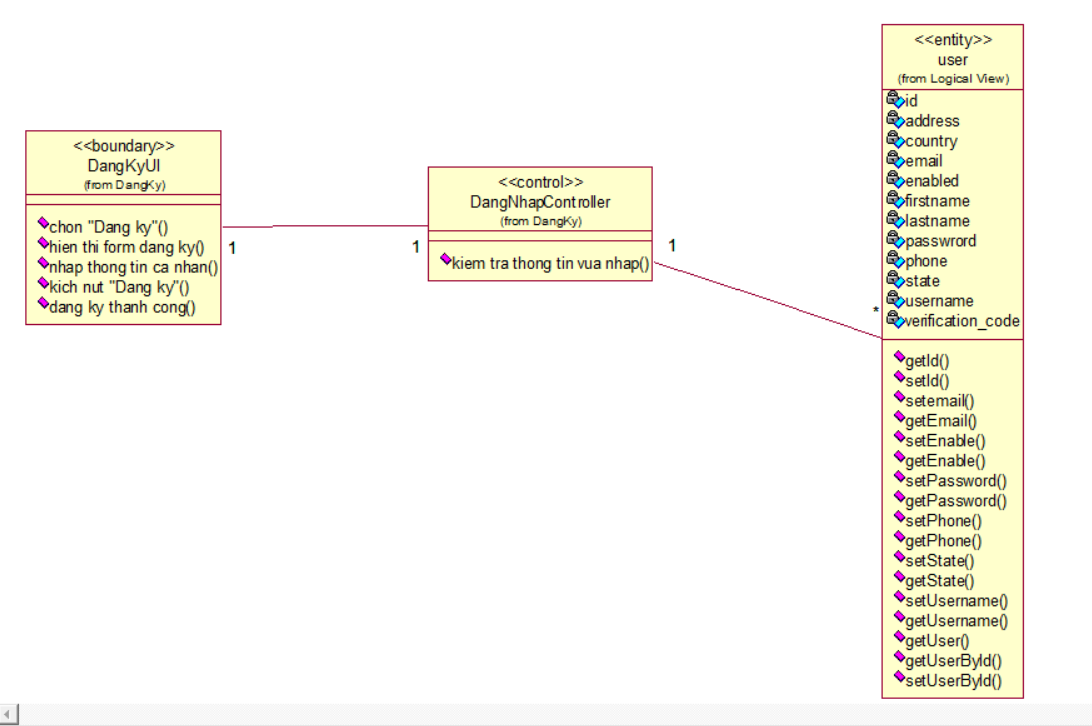 <<boundary>>
DangKyUI
(from DangKy)
chon "Dang ky"()
hien thi form dang ky()
nhap thong tin ca nhan()
kich nut "Dang ky"()
dang ky thanh cong()
1
1
<<control>>
DangNhapController
(from DangKy)
kiem tra thong tin vua nhap()
1
*
<<entity>>
user
(from Logical View)
id
address
country
email
enabled
firstname
lastname
password
phone
state
username
verification_code
getId()
setId()
setemail()
getEmail()
setEnable()
getEnable()
setPassword()
getPassword()
setPhone()
getPhone()
setState()
getState()
setUsername()
getUsername()
getUser()
getUserById()
setUserById()